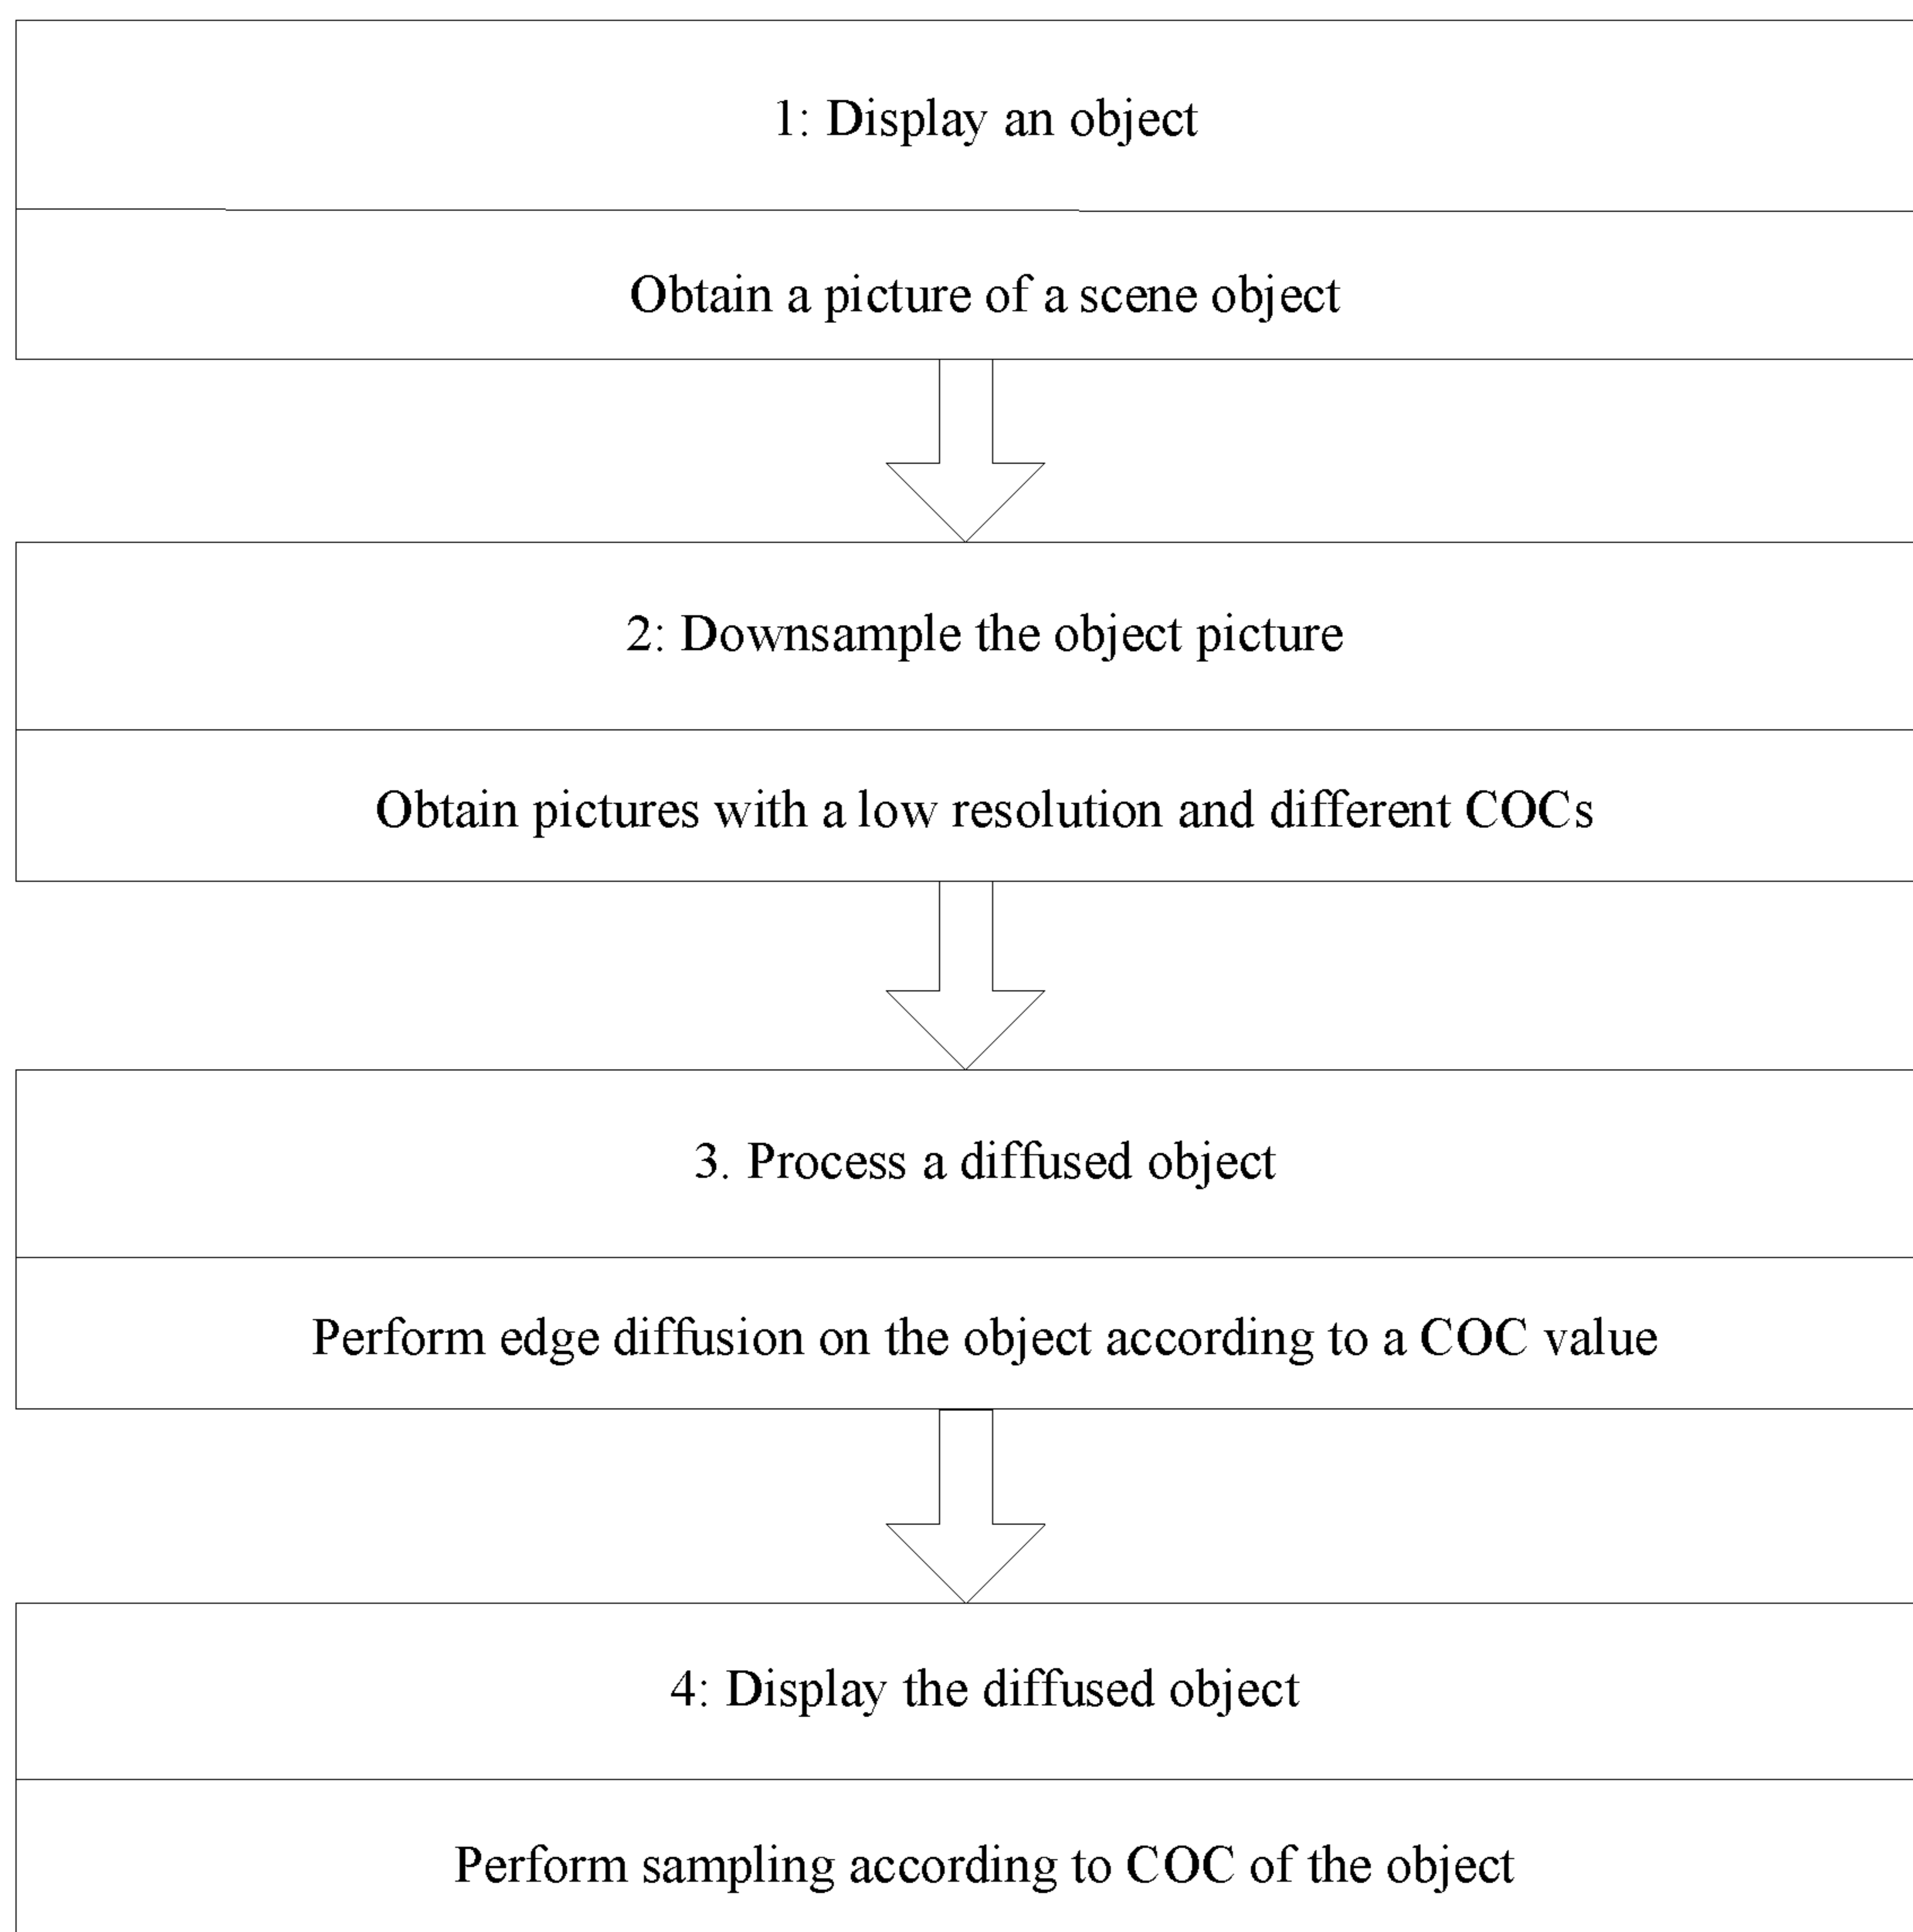 1: Display an object
Obtain a picture of a scene object
2: Downsample the object picture
Obtain pictures with a low resolution and different COCs
3. Process a diffused object
Perform edge diffusion on the object according to a COC value
4: Display the diffused object
Perform sampling according to COC of the object